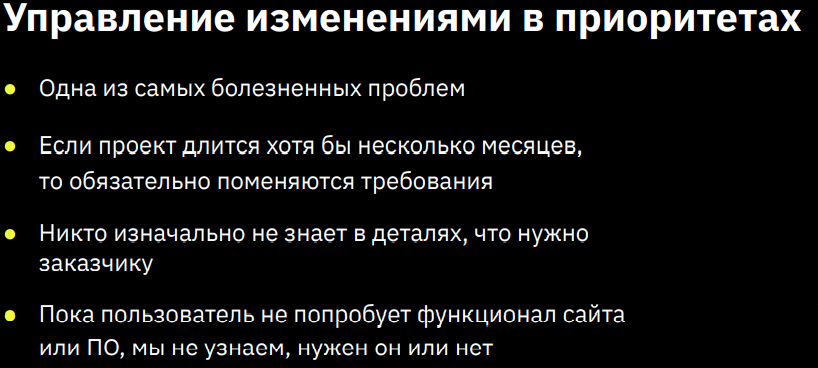 Управление изменениями в приоритетах
• Одна из самых болезненных проблем
• Если проект длится хотя бы несколько месяцев,
то обязательно поменяются требования
• Никто изначально не знает в деталях, что нужно
заказчику
• Пока пользователь не попробует функционал сайта
или ПО, мы не узнаем, нужен он или нет